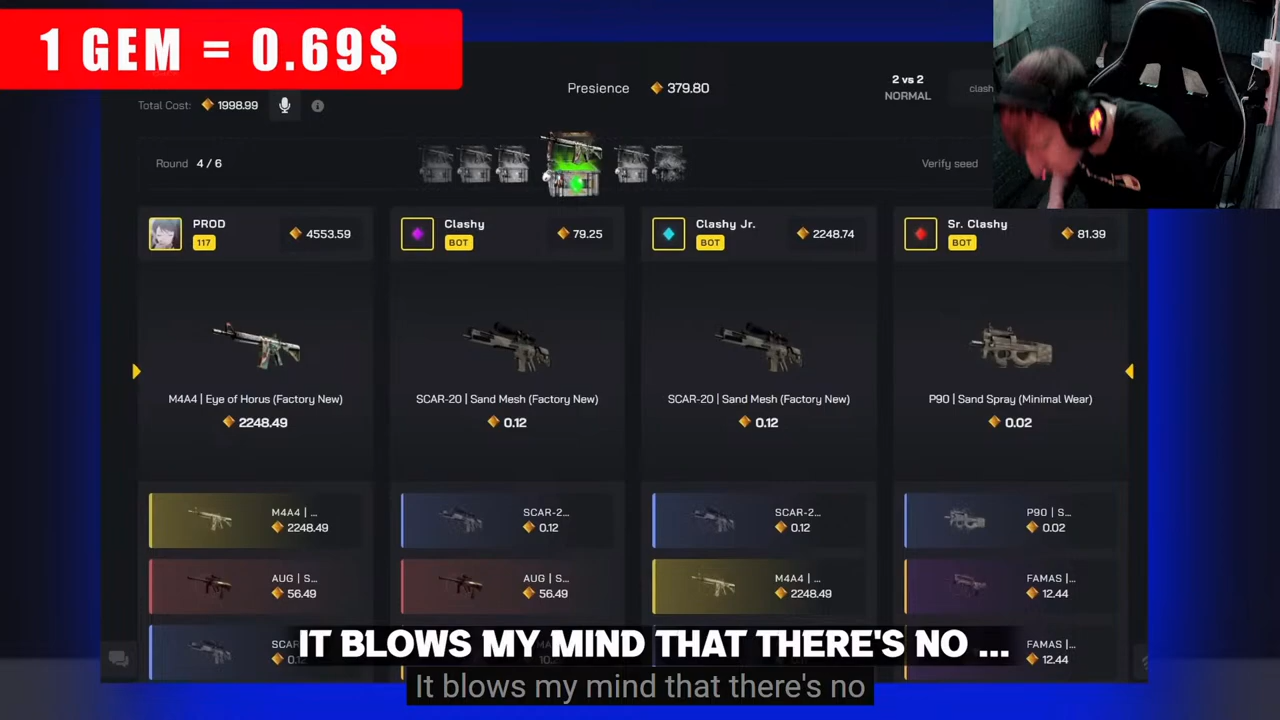 1 GEM = 0.69$
Total Cost: 1998.99
Presience 379.80
2 vs 2
NORMAL
clash
Round 4 / 6
Verify seed
PROD
117
4553.59
Clashy
BOT
79.25
Clashy Jr.
BOT
2248.74
Sr. Clashy
BOT
81.39
M4A4 | Eye of Horus (Factory New)
2248.49
SCAR-20 | Sand Mesh (Factory New)
0.12
SCAR-20 | Sand Mesh (Factory New)
0.12
P90 | Sand Spray (Minimal Wear)
0.02
M4A4 | ...
2248.49
SCAR-2...
0.12
SCAR-2...
0.12
P90 | S...
0.02
AUG | S...
56.49
AUG | S...
56.49
M4A4 | ...
2248.49
FAMAS |...
12.44
SCAR
FAMAS |...
12.44
IT BLOWS MY MIND THAT THERE'S NO ...
It blows my mind that there's no